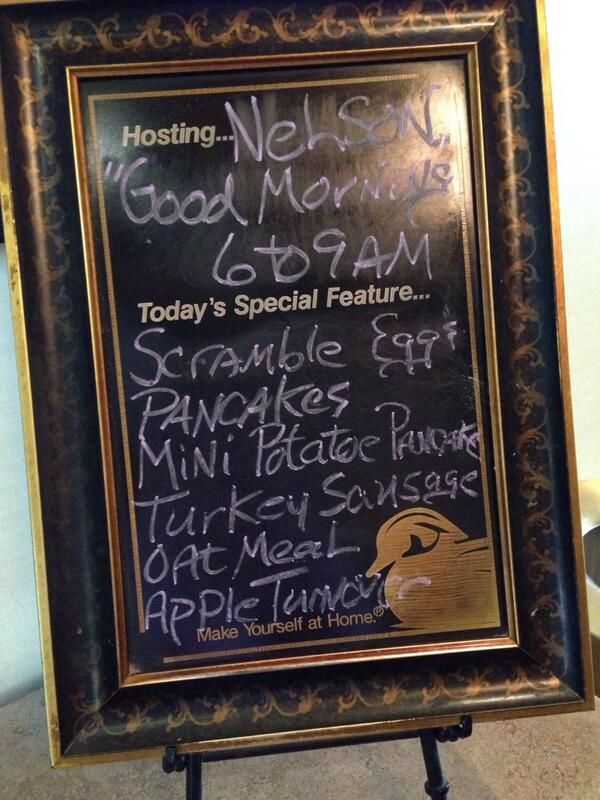 Hosting... NELSON,
"Good MorNiNg
6 to 9 AM
Today's Special Feature...
ScraMble Eggs
PANCAKes
MiNi Potatoe PANCAKe
Turkey Sausage
OAt MeaL
APPle TurNover
Make Yourself at Home.®